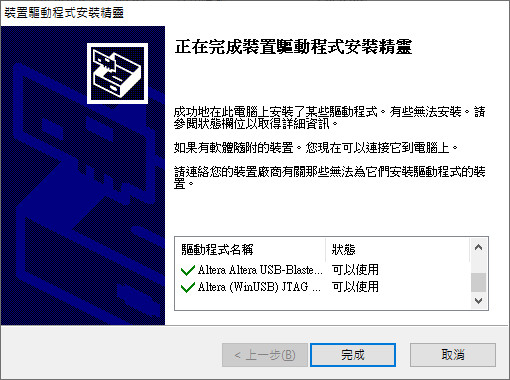 裝置驅動程式安裝精靈
正在完成裝置驅動程式安裝精靈
成功地在此電腦上安裝了某些驅動程式。有些無法安裝。請
參閱狀態欄位以取得詳細資訊。
如果有軟體隨附的裝置。您現在可以連接它到電腦上。
請連絡您的裝置廠商有關那些無法為它們安裝驅動程式的裝
置。
驅動程式名稱 狀態
Altera Altera USB-Blaste... 可以使用
Altera (WinUSB) JTAG ... 可以使用
< 上一步(B) 完成 取消